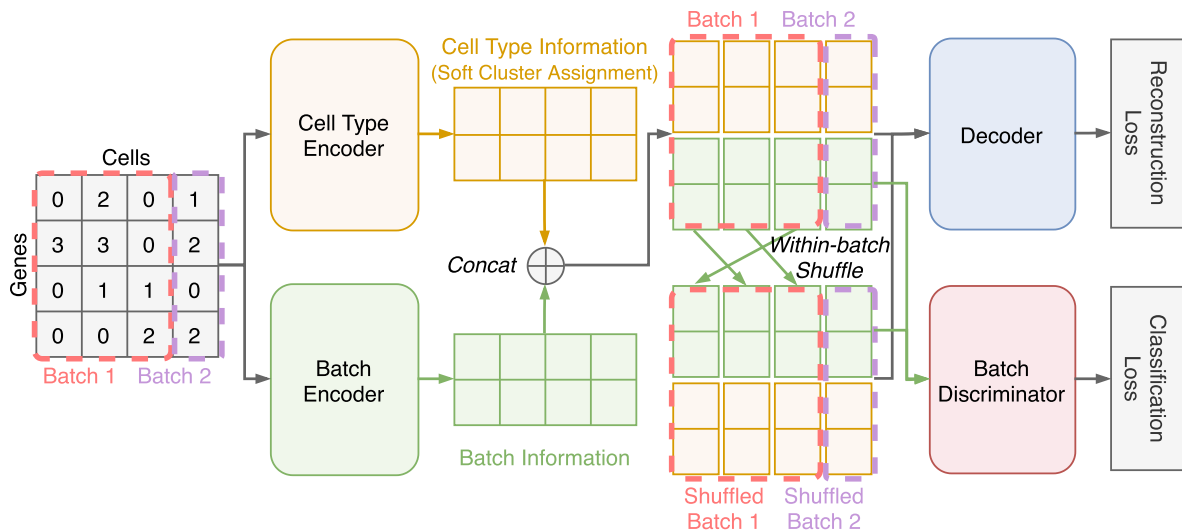 Batch 1
Batch 2
Cell Type Information
(Soft Cluster Assignment)
Cell Type
Encoder
Decoder
Reconstruction
Loss
Cells
Genes
0 2 0 1
3 3 0 2
0 1 1 0
0 0 2 2
Batch 1
Batch 2
Concat
Within-batch
Shuffle
Batch
Encoder
Batch Information
Batch
Discriminator
Classification
Loss
Shuffled
Batch 1
Shuffled
Batch 2